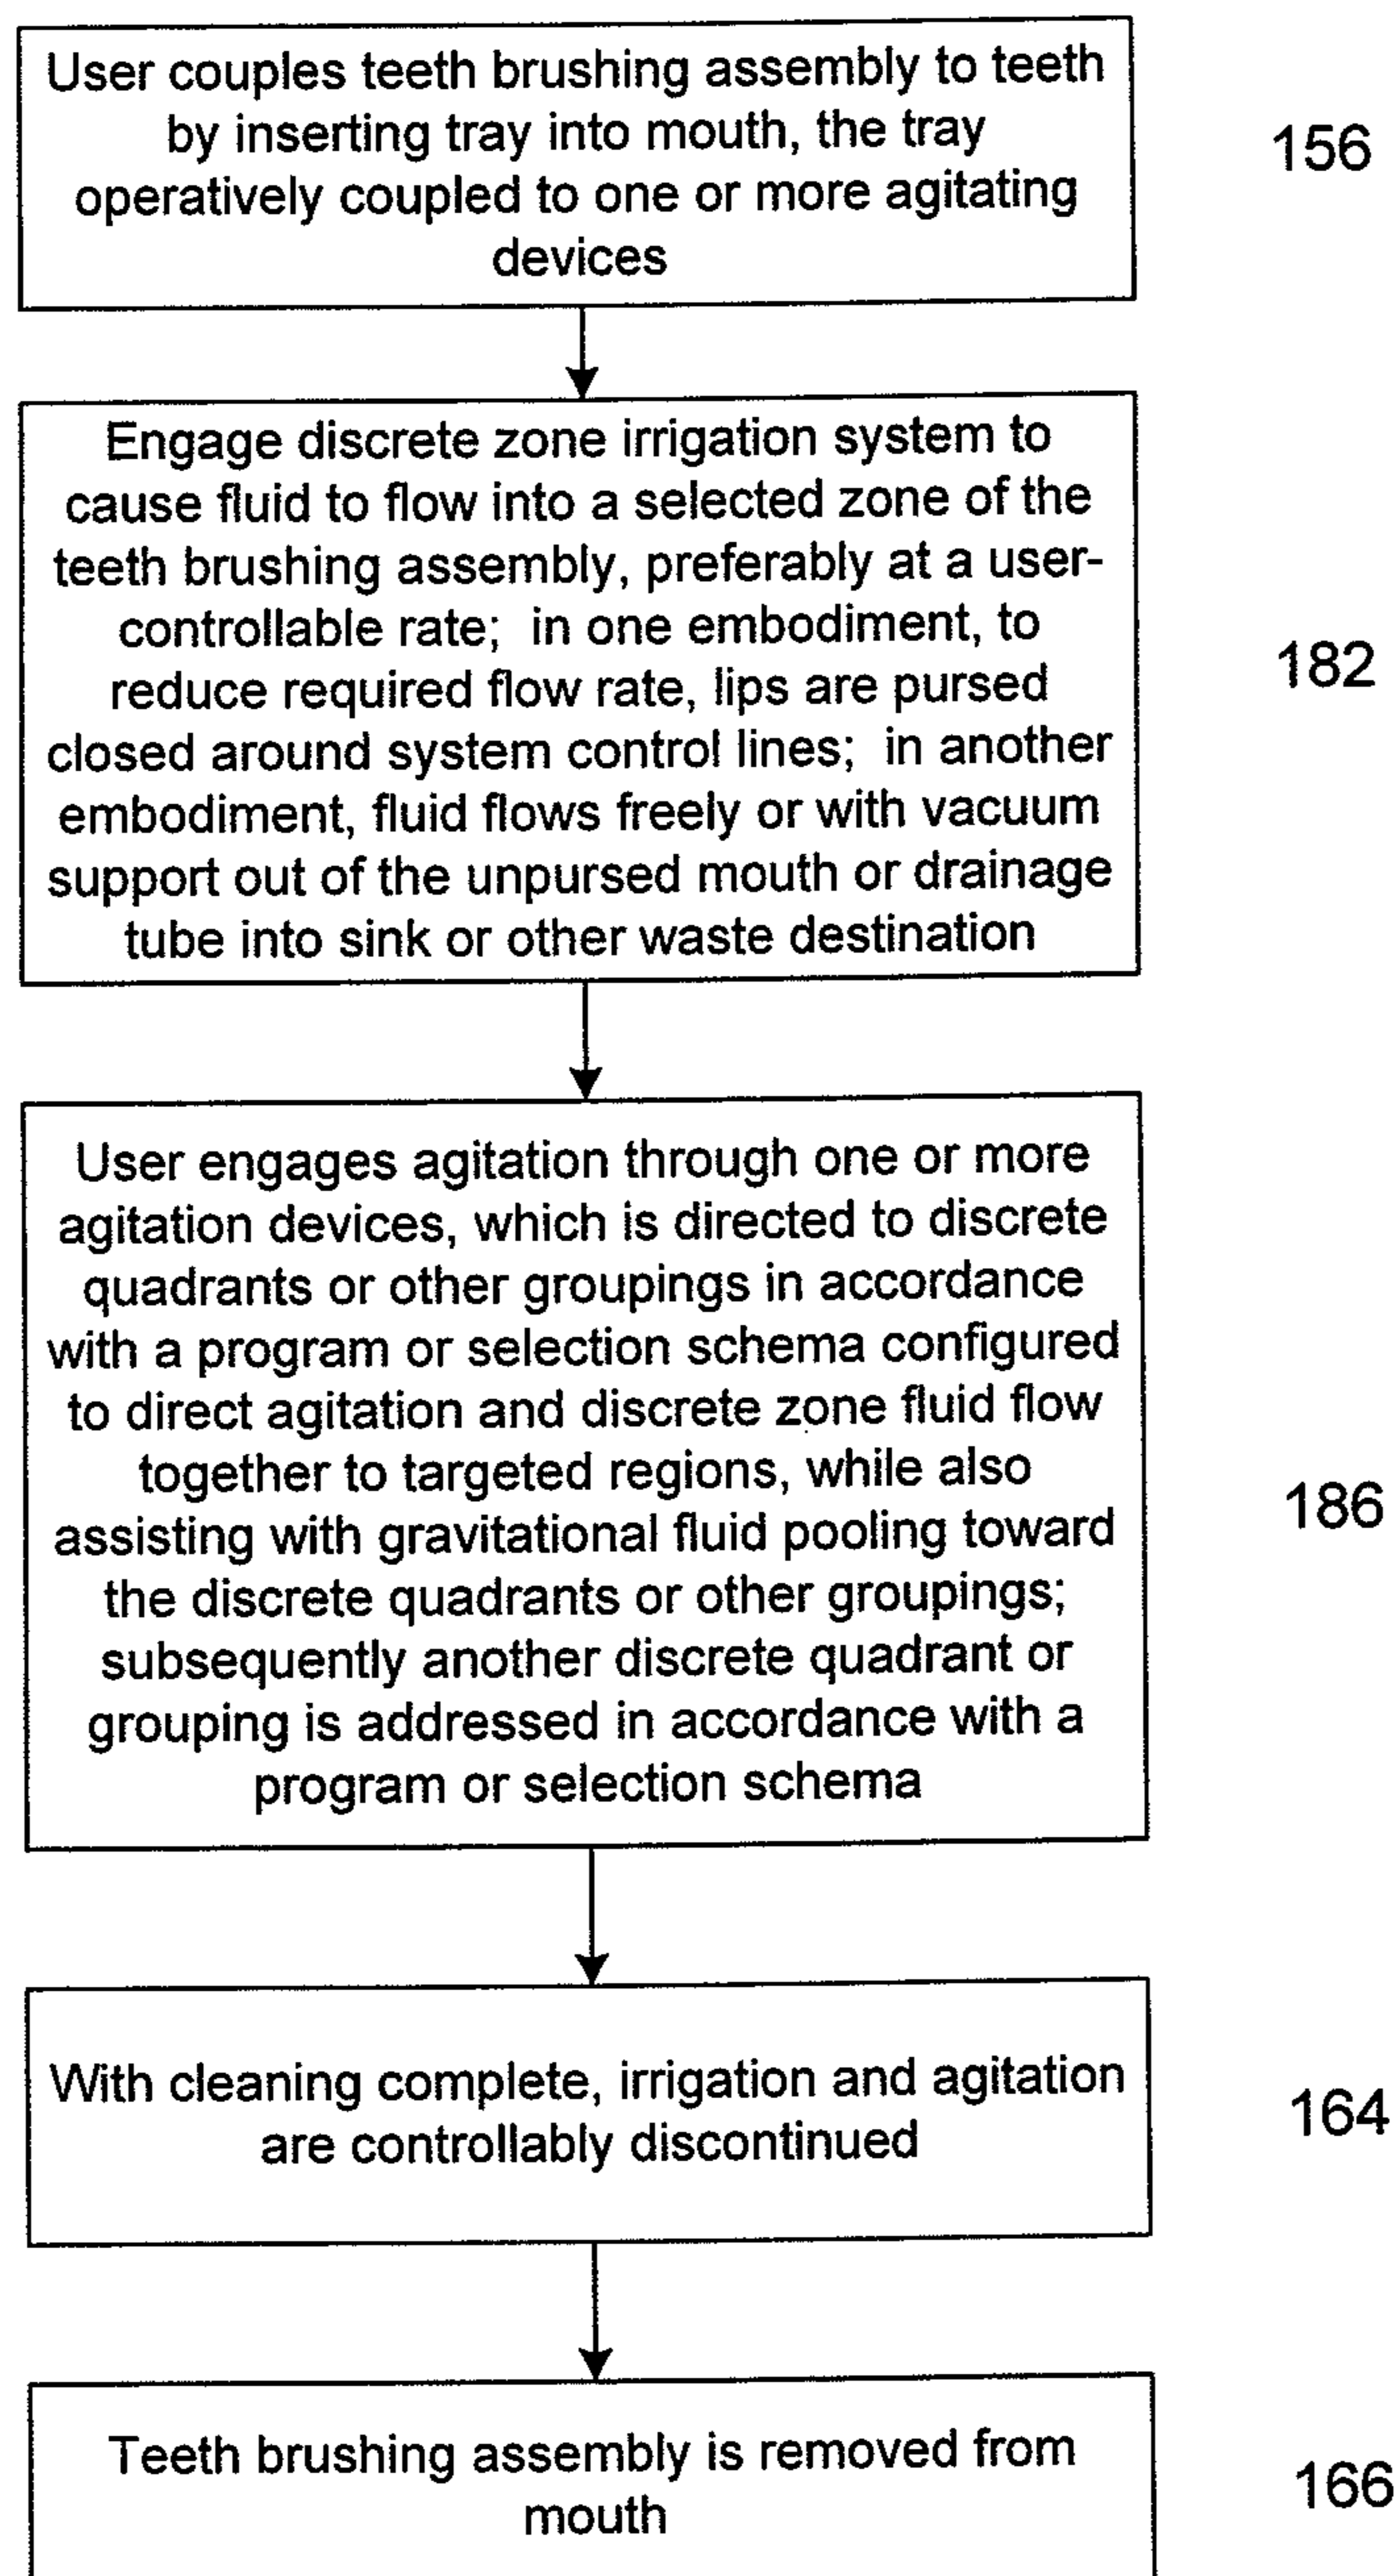 User couples teeth brushing assembly to teeth
by inserting tray into mouth, the tray
operatively coupled to one or more agitating
devices
156
Engage discrete zone irrigation system to
cause fluid to flow into a selected zone of the
teeth brushing assembly, preferably at a user-
controllable rate; in one embodiment, to
reduce required flow rate, lips are pursed
closed around system control lines; in another
embodiment, fluid flows freely or with vacuum
support out of the unpursed mouth or drainage
tube into sink or other waste destination
182
User engages agitation through one or more
agitation devices, which is directed to discrete
quadrants or other groupings in accordance
with a program or selection schema configured
to direct agitation and discrete zone fluid flow
together to targeted regions, while also
assisting with gravitational fluid pooling toward
the discrete quadrants or other groupings;
subsequently another discrete quadrant or
grouping is addressed in accordance with a
program or selection schema
186
With cleaning complete, irrigation and agitation
are controllably discontinued
164
Teeth brushing assembly is removed from
mouth
166